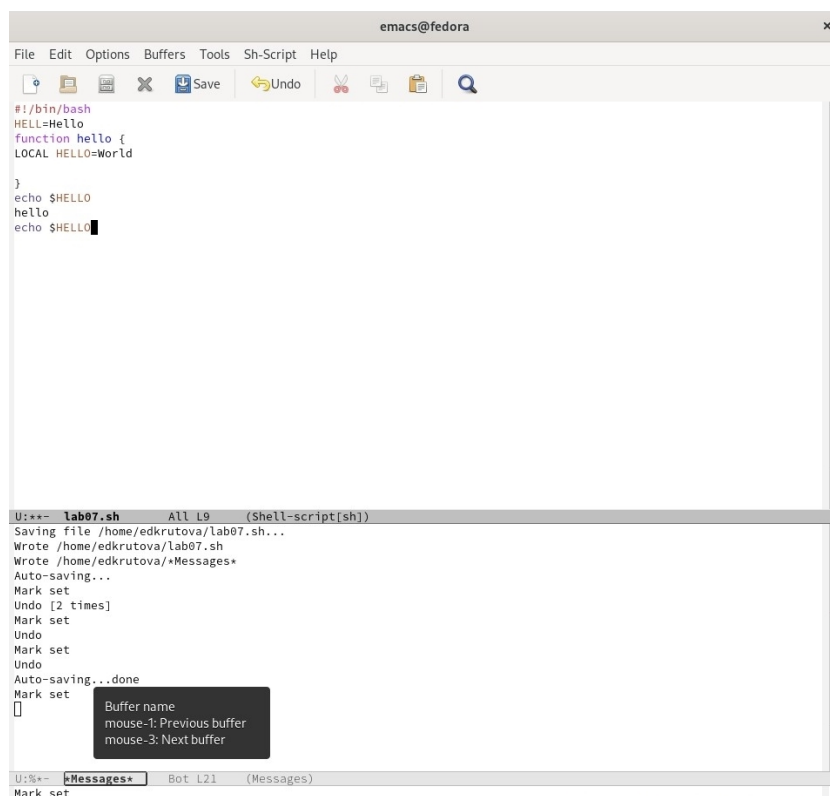 emacs@fedora ×
File Edit Options Buffers Tools Sh-Script Help
Save Undo
#!/bin/bash
HELL=Hello
function hello {
LOCAL HELLO=World
}
echo $HELLO
hello
echo $HELLO
U:**- lab07.sh All L9 (Shell-script[sh])
Saving file /home/edkrutova/lab07.sh...
Wrote /home/edkrutova/lab07.sh
Wrote /home/edkrutova/*Messages*
Auto-saving...
Mark set
Undo [2 times]
Mark set
Undo
Mark set
Undo
Auto-saving...done
Mark set
Buffer name
mouse-1: Previous buffer
mouse-3: Next buffer
U:%*- *Messages* Bot L21 (Messages)
Mark set